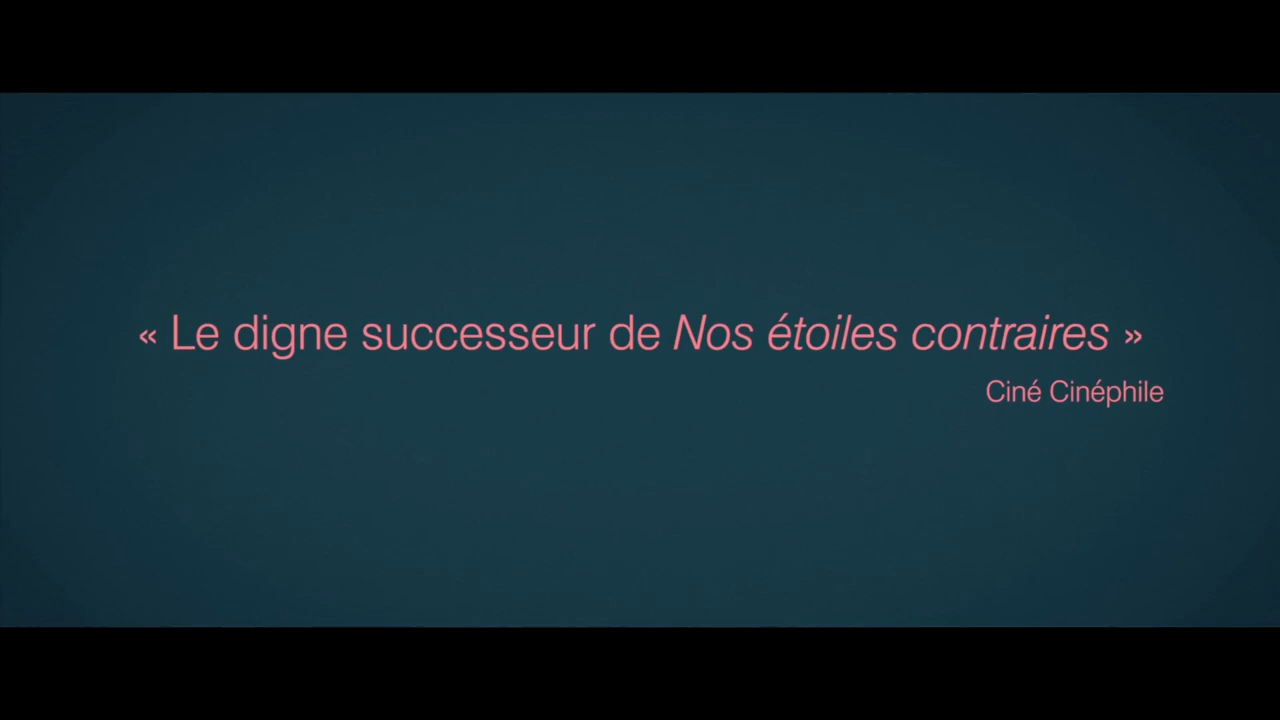 « Le digne successeur de Nos étoiles contraires »
Ciné Cinéphile